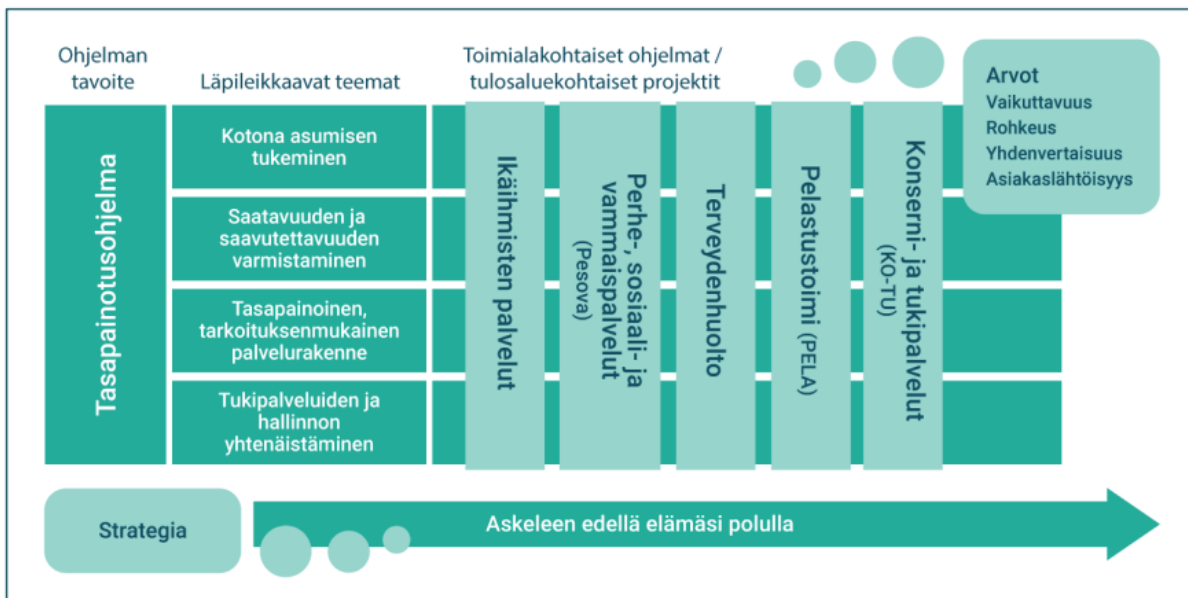 Ohjelman
tavoite
Läpileikkaavat teemat
Toimialakohtaiset ohjelmat /
tulosaluekohtaiset projektit
Arvot
Vaikuttavuus
Rohkeus
Yhdenvertaisuus
Asiakaslähtöisyys
Tasapainotusohjelma
Kotona asumisen
tukeminen
Saatavuuden ja
saavutettavuuden
varmistaminen
Tasapainoinen,
tarkoituksenmukainen
palvelurakenne
Tukipalveluiden ja
hallinnon
yhtenäistäminen
Ikäihmisten palvelut
Perhe-, sosiaali- ja
vammaispalvelut
(Pesova)
Terveydenhuolto
Pelastustoimi (PELA)
Konserni- ja tukipalvelut
(KO-TU)
Strategia
Askeleen edellä elämäsi polulla